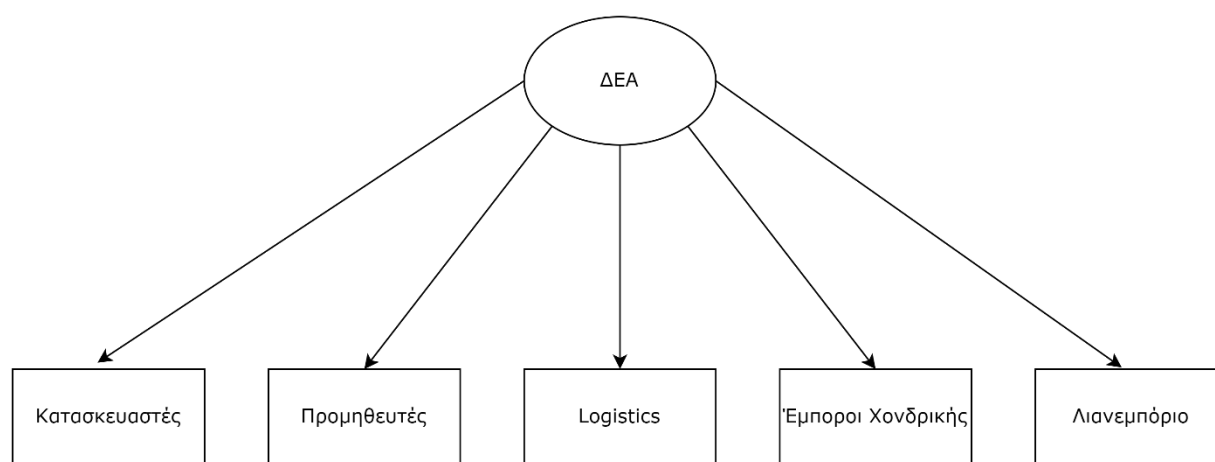 ΔΕΑ
Κατασκευαστές
Προμηθευτές
Logistics
Έμποροι Χονδρικής
Λιανεμπόριο